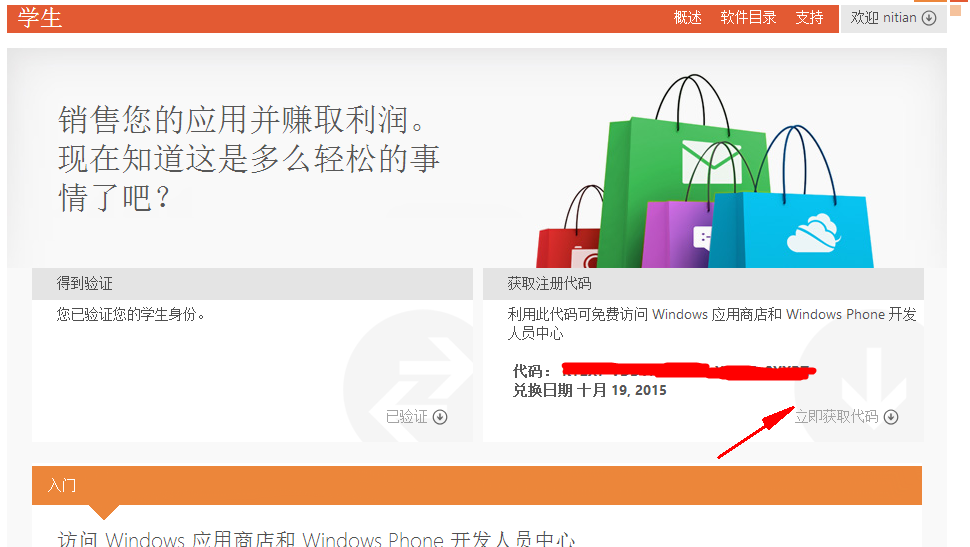 学生
概述 软件目录 支持 欢迎 nitian
销售您的应用并赚取利润。
现在知道这是多么轻松的事
情了吧？
得到验证
您已验证您的学生身份。
已验证
获取注册代码
利用此代码可免费访问 Windows 应用商店和 Windows Phone 开发
人员中心
代码：
兑换日期 十月 19, 2015
立即获取代码
入门
访问 Windows 应用商店和 Windows Phone 开发人员中心